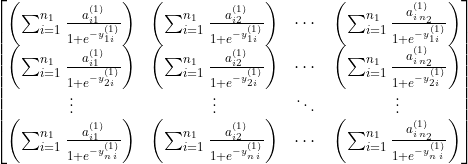 \begin{bmatrix} \left(\sum_{i=1}^{n_1} \frac{a_{i1}^{(1)}}{1+e^{-y_{1i}^{(1)}}}\right) & \left(\sum_{i=1}^{n_1} \frac{a_{i2}^{(1)}}{1+e^{-y_{1i}^{(1)}}}\right) & \cdots & \left(\sum_{i=1}^{n_1} \frac{a_{i\,n_2}^{(1)}}{1+e^{-y_{1i}^{(1)}}}\right) \\
\left(\sum_{i=1}^{n_1} \frac{a_{i1}^{(1)}}{1+e^{-y_{2i}^{(1)}}}\right) & \left(\sum_{i=1}^{n_1} \frac{a_{i2}^{(1)}}{1+e^{-y_{2i}^{(1)}}}\right) & \cdots & \left(\sum_{i=1}^{n_1} \frac{a_{i\,n_2}^{(1)}}{1+e^{-y_{2i}^{(1)}}}\right) \\
\vdots & \vdots & \ddots & \vdots \\
\left(\sum_{i=1}^{n_1} \frac{a_{i1}^{(1)}}{1+e^{-y_{n\,i}^{(1)}}}\right) & \left(\sum_{i=1}^{n_1} \frac{a_{i2}^{(1)}}{1+e^{-y_{n\,i}^{(1)}}}\right) & \cdots & \left(\sum_{i=1}^{n_1} \frac{a_{i\,n_2}^{(1)}}{1+e^{-y_{n\,i}^{(1)}}}\right) \end{bmatrix}